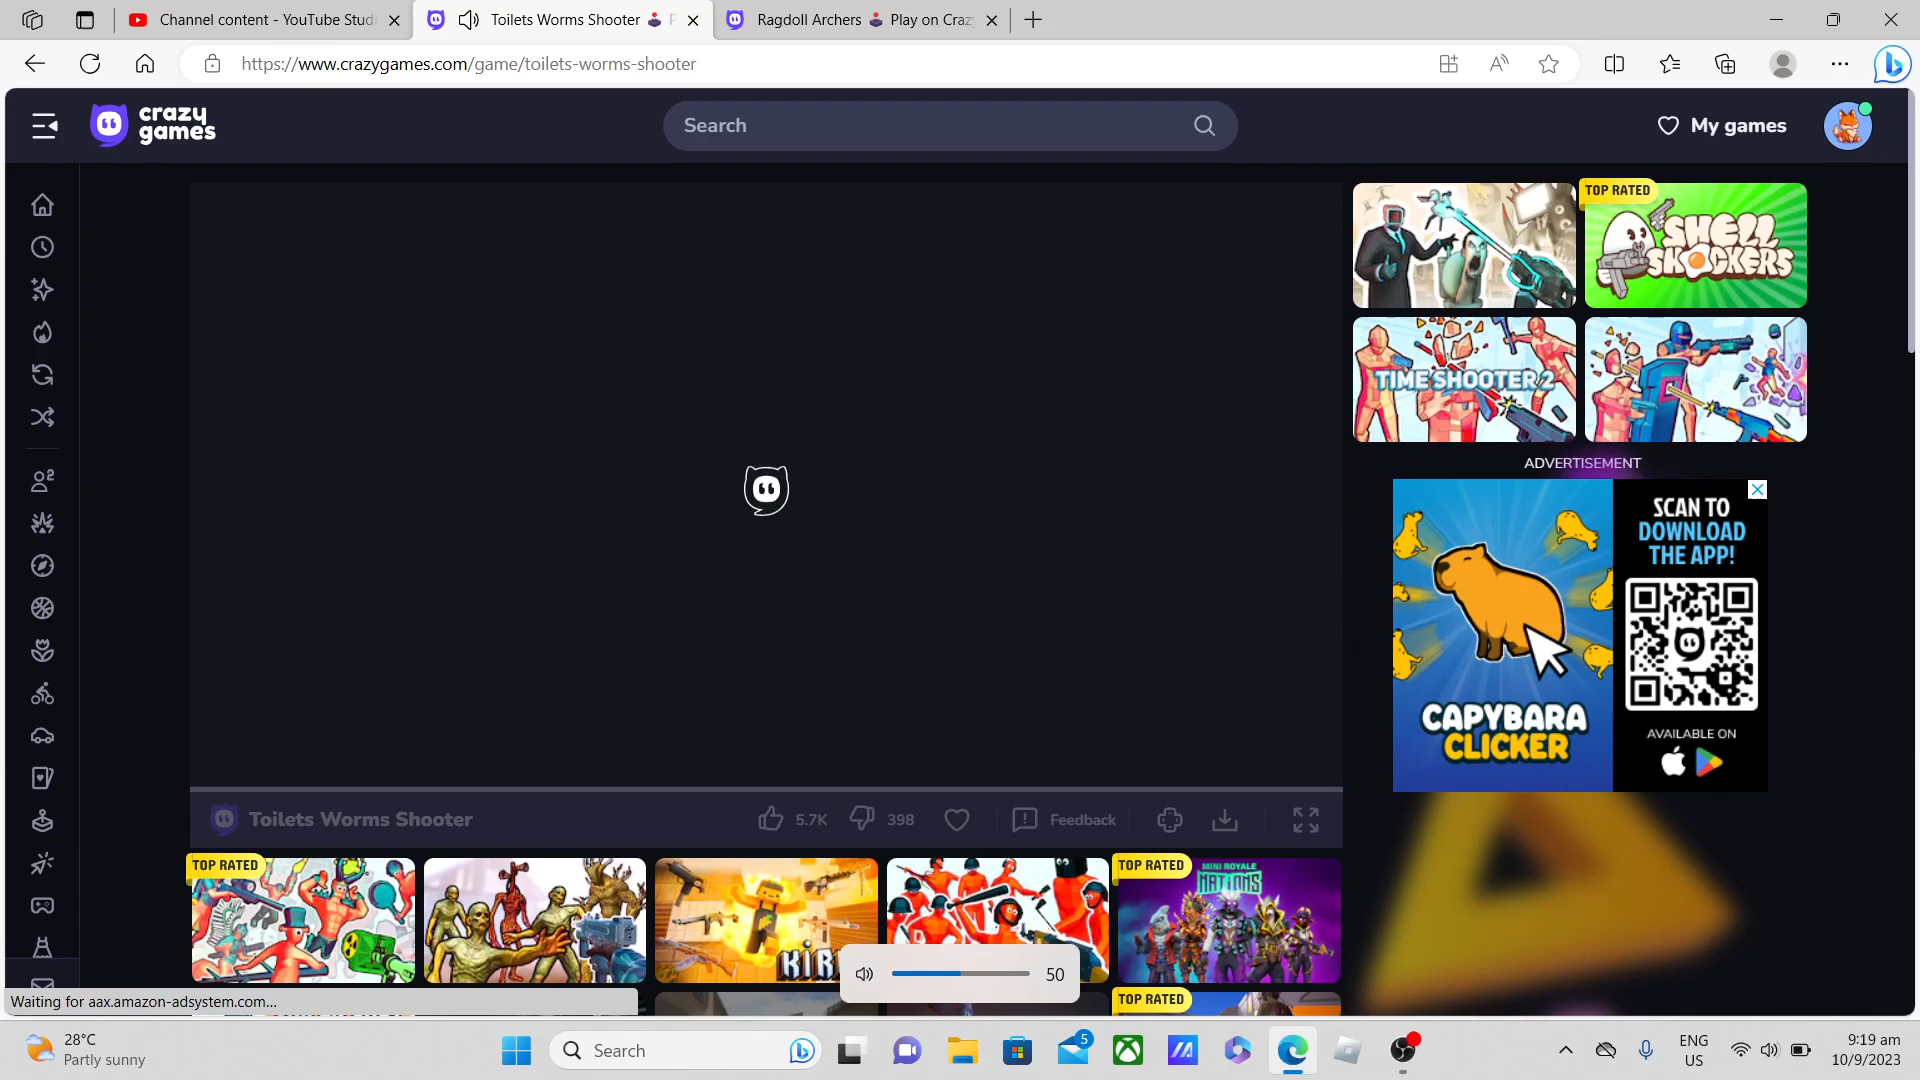 Channel content - YouTube Stud
Toilets Worms Shooter
Ragdoll Archers
Play on Craz
https://www.crazygames.com/game/toilets-worms-shooter
crazy
games
Search
My games
TOP RATED
SHELL
SHOCKERS
TIME SHOOTER 2
ADVERTISEMENT
SCAN TO
DOWNLOAD
THE APP!
CAPYBARA
CLICKER
AVAILABLE ON
Toilets Worms Shooter
5.7K
398
Feedback
TOP RATED
TOP RATED
MINI ROYALE
NATIONS
50
TOP RATED
Waiting for aax.amazon-adsystem.com...
28°C
Partly sunny
Search
5
ENG
US
9:19 am
10/9/2023